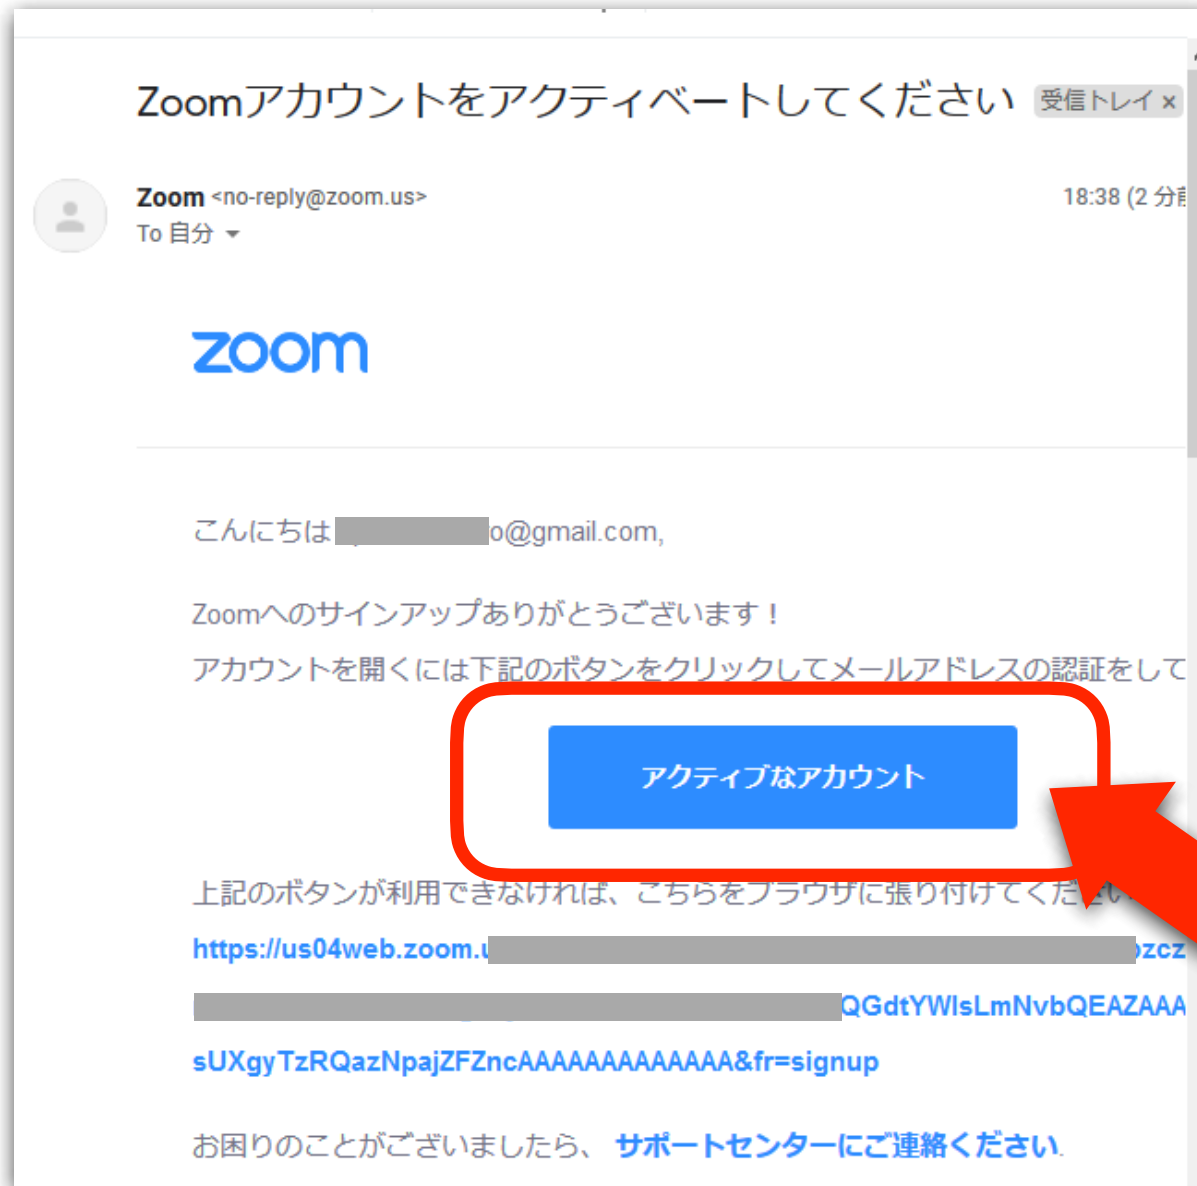 Zoomアカウントをアクティベートしてください 受信トレイ ×
Zoom <no-reply@zoom.us> 18:38 (2 分前
To 自分
zoom
こんにちは o@gmail.com,
Zoomへのサインアップありがとうございます！
アカウントを開くには下記のボタンをクリックしてメールアドレスの認証をして
アクティブなアカウント
上記のボタンが利用できなければ、こちらをブラウザに張り付けてください
https://us04web.zoom.u zcz
QGdtYWlsLmNvbQEAZAAA
sUXgyTzRQazNpajZFZncAAAAAAAAAAAAA&fr=signup
お困りのことがございましたら、 サポートセンターにご連絡ください.